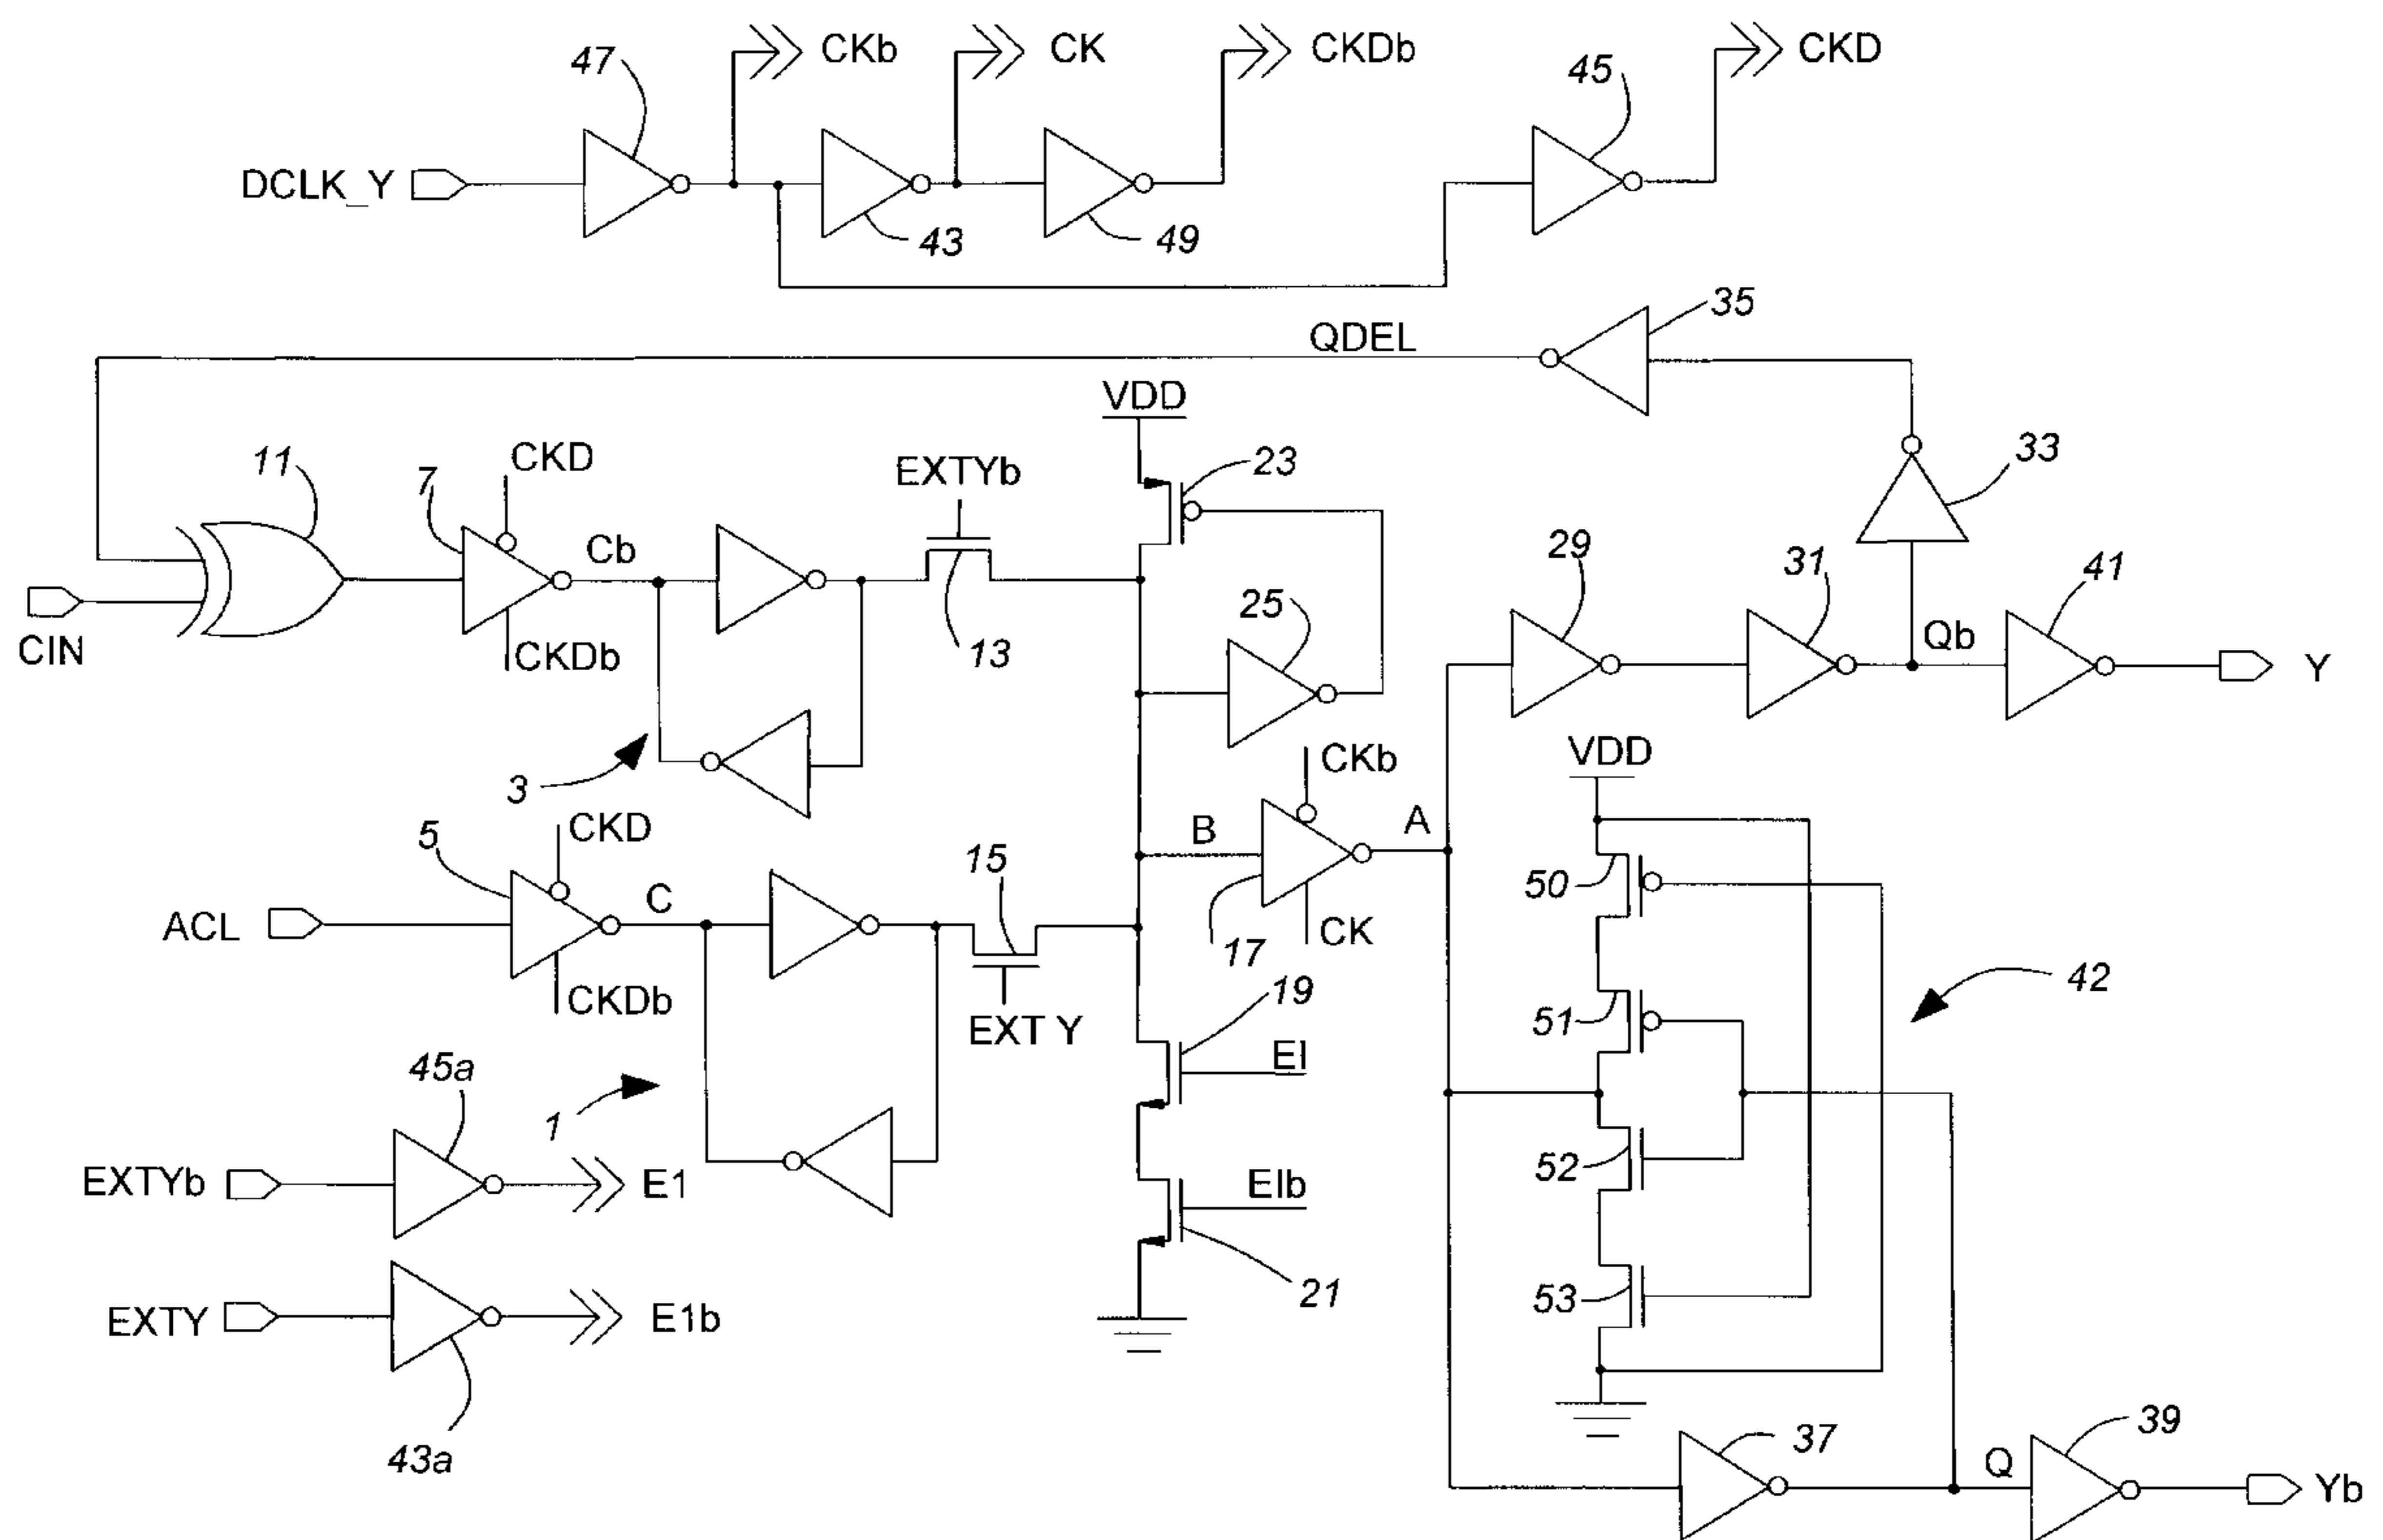 CKb
CK
CKDb
CKD
47
45
DCLK_Y
43
49
35
QDEL
VDD
11
7
CKD
EXTYb
23
33
Cb
29
31
41
25
CIN
CKDb
13
Qb
Y
3
VDD
CKb
5
CKD
C
15
B
A
50
ACL
17
CK
42
CKDb
19
51
EXT Y
EI
45a
1
52
EXTYb
E1
EIb
53
21
EXTY
E1b
43a
37
39
Q
Yb